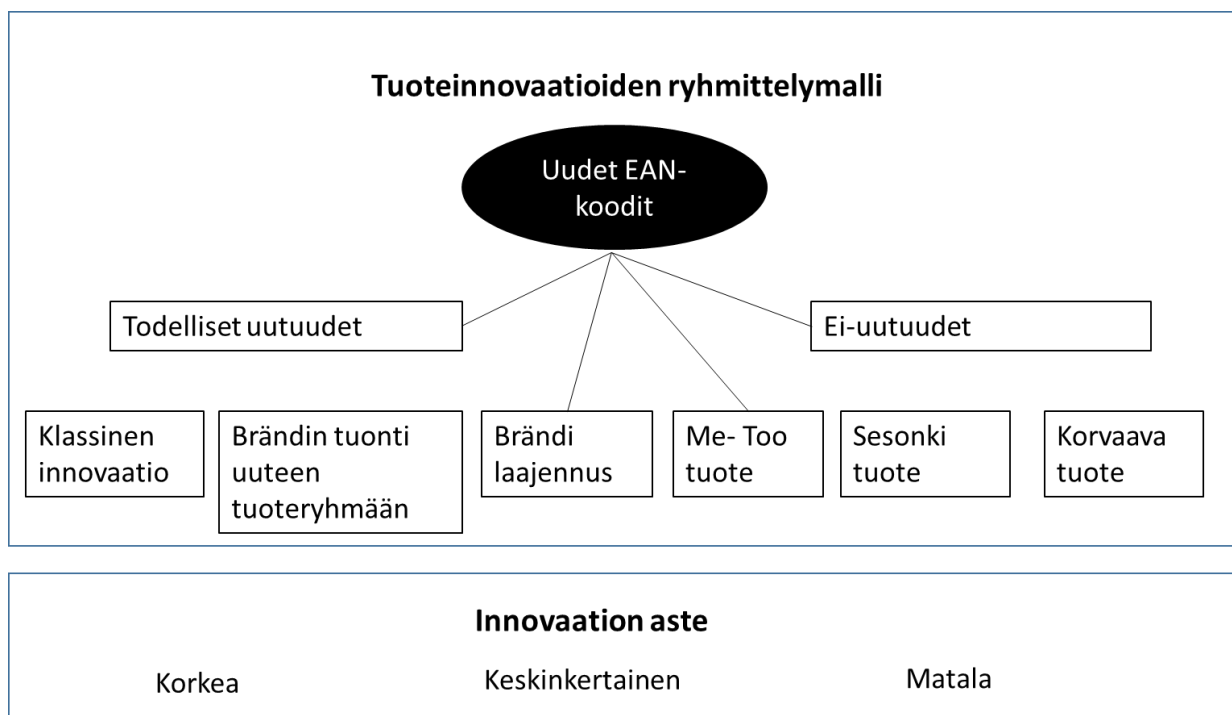 Tuoteinnovaatioiden ryhmittelymalli
Uudet EAN-
koodit
Todelliset uutuudet
Ei-uutuudet
Klassinen
innovaatio
Brändin tuonti
uuteen
tuoteryhmään
Brändi
laajennus
Me- Too
tuote
Sesonki
tuote
Korvaava
tuote
Innovaation aste
Korkea
Keskinkertainen
Matala